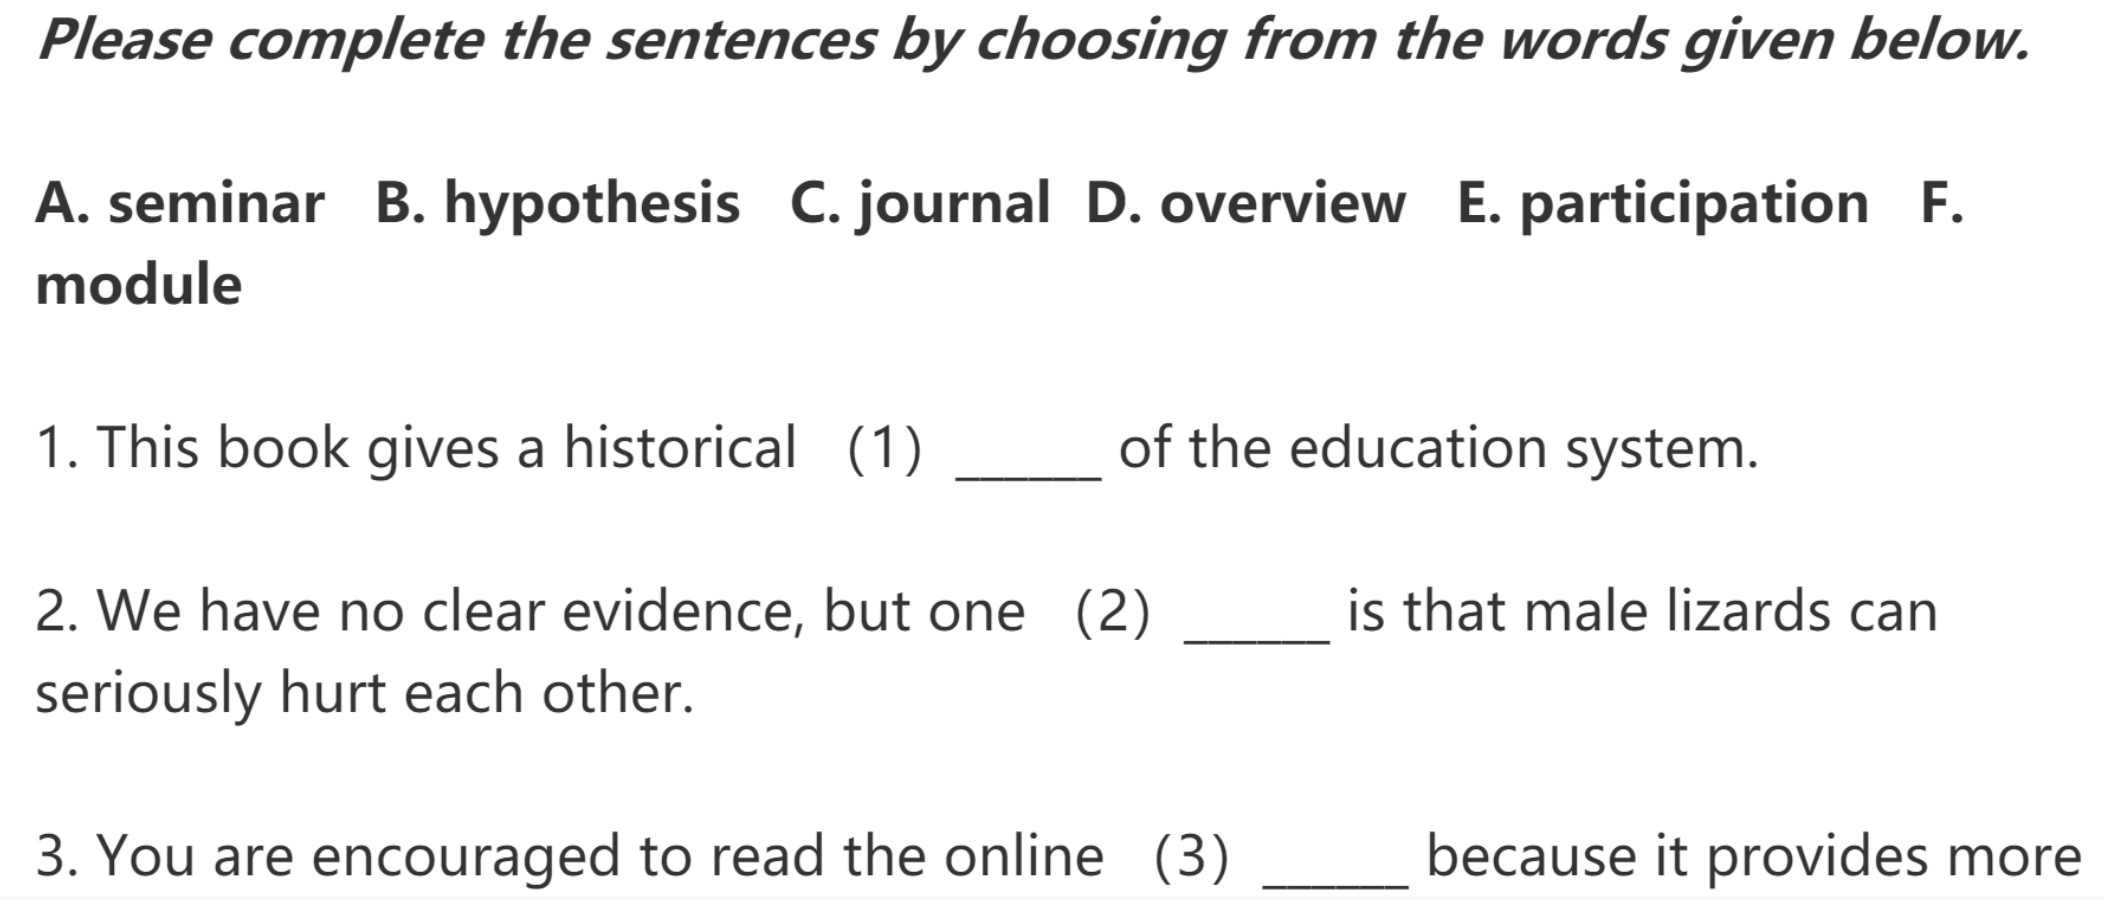 Please complete the sentences by choosing from the words given below.
A. seminar B. hypothesis C. journal D. overview E. participation F.
module
1. This book gives a historical (1) ______ of the education system.
2. We have no clear evidence, but one (2) ______ is that male lizards can
seriously hurt each other.
3. You are encouraged to read the online (3) ______ because it provides more